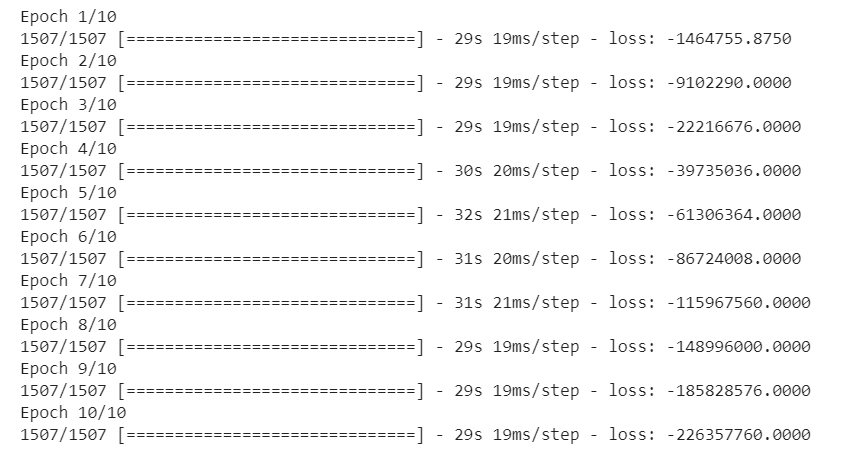 Epoch 1/10
1507/1507 [==============================] - 29s 19ms/step - loss: -1464755.8750
Epoch 2/10
1507/1507 [==============================] - 29s 19ms/step - loss: -9102290.0000
Epoch 3/10
1507/1507 [==============================] - 29s 19ms/step - loss: -22216676.0000
Epoch 4/10
1507/1507 [==============================] - 30s 20ms/step - loss: -39735036.0000
Epoch 5/10
1507/1507 [==============================] - 32s 21ms/step - loss: -61306364.0000
Epoch 6/10
1507/1507 [==============================] - 31s 20ms/step - loss: -86724008.0000
Epoch 7/10
1507/1507 [==============================] - 31s 21ms/step - loss: -115967560.0000
Epoch 8/10
1507/1507 [==============================] - 29s 19ms/step - loss: -148996000.0000
Epoch 9/10
1507/1507 [==============================] - 29s 19ms/step - loss: -185828576.0000
Epoch 10/10
1507/1507 [==============================] - 29s 19ms/step - loss: -226357760.0000